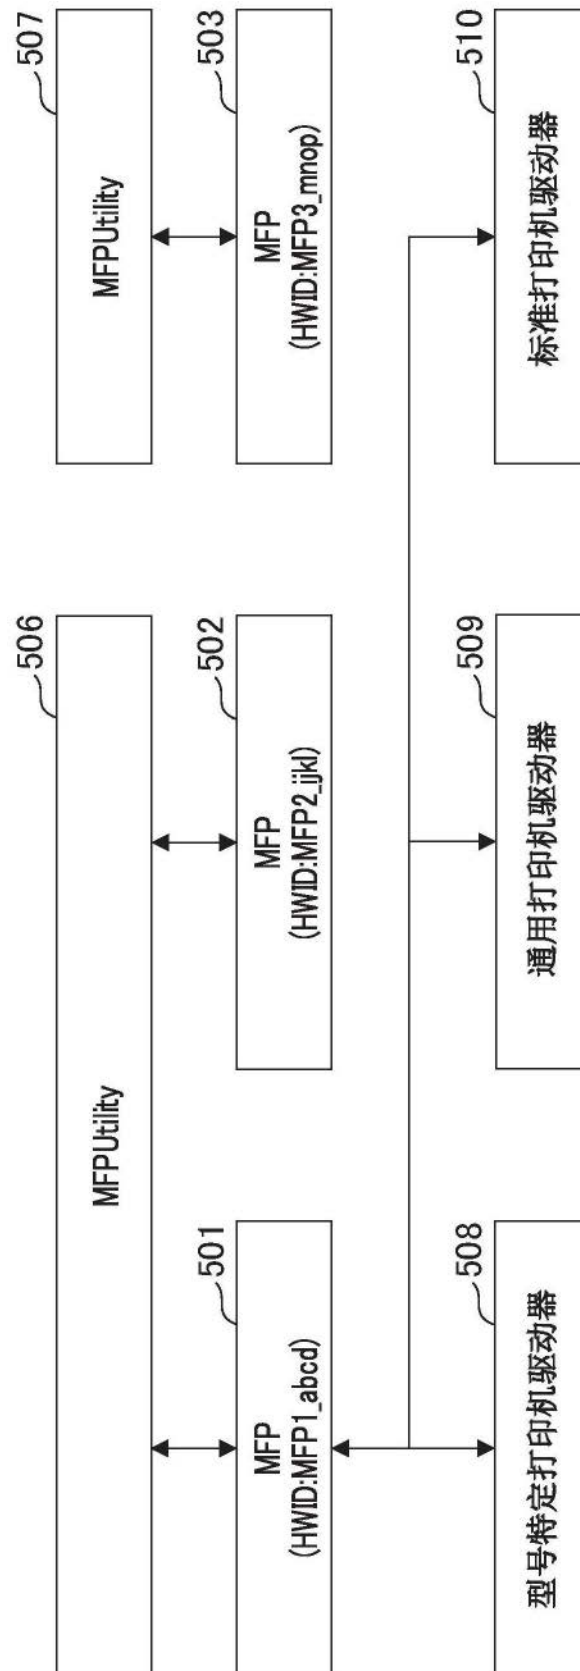 506
MFPUtility
507
MFPUtility
501
MFP
(HWID:MFP1_abcd)
502
MFP
(HWID:MFP2_ijkl)
503
MFP
(HWID:MFP3_mnop)
508
型号特定打印机驱动器
509
通用打印机驱动器
510
标准打印机驱动器